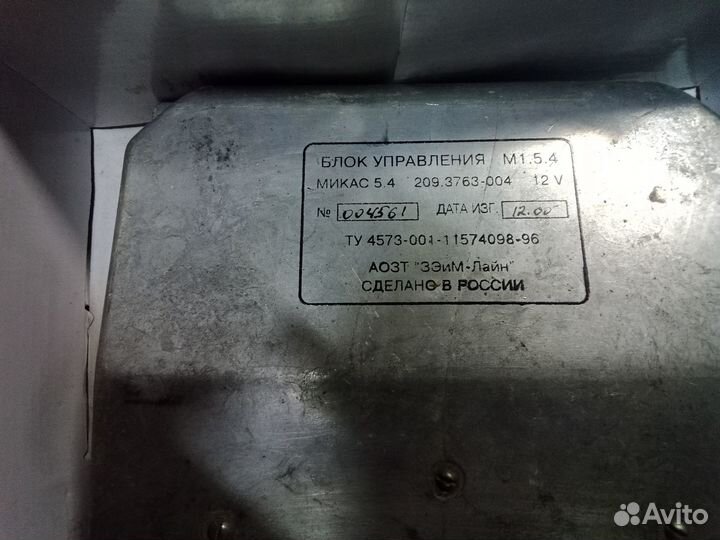 БЛОК УПРАВЛЕНИЯ М1.5.4
МИКАС 5.4 209.3763-004 12 V
№ 004561 ДАТА ИЗГ. 12.00
ТУ 4573-001-11574098-96
АОЗТ "ЗЭиМ-Лайн"
СДЕЛАНО В РОССИИ
Avito